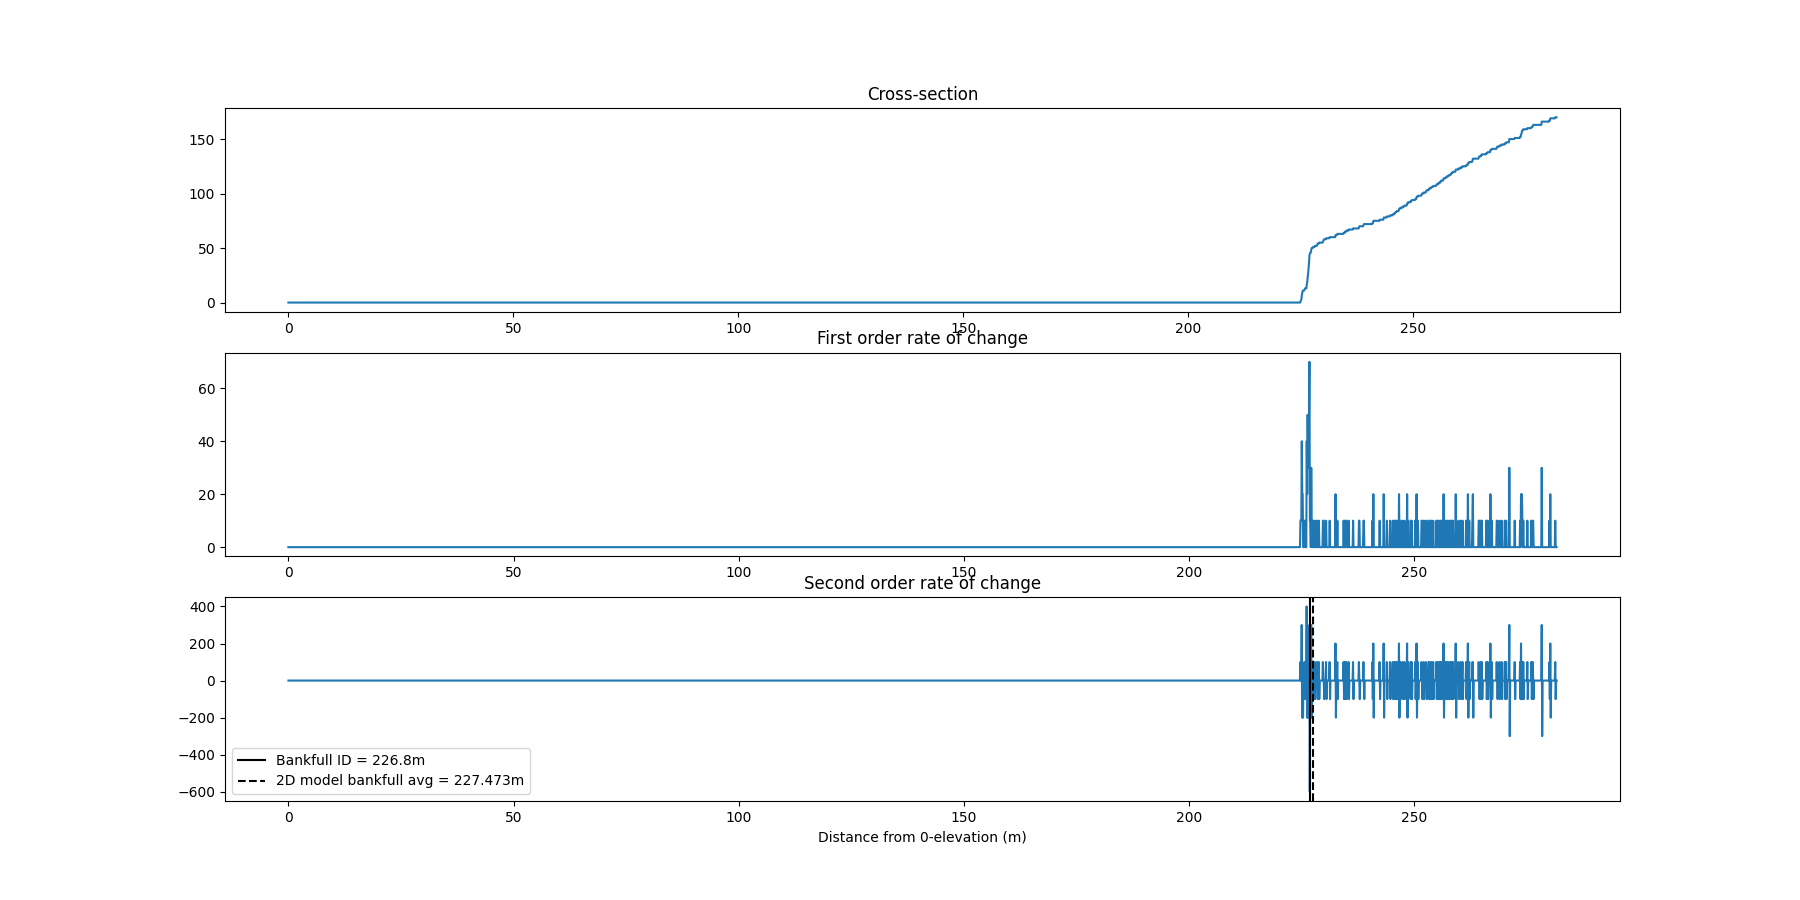 Cross-section
150
100
50
0
0 50 100 150 200 250
First order rate of change
60
40
20
0
0 50 100 150 200 250
Second order rate of change
400
200
0
−200
−400
−600
Bankfull ID = 226.8m
2D model bankfull avg = 227.473m
0 50 100 150 200 250
Distance from 0-elevation (m)